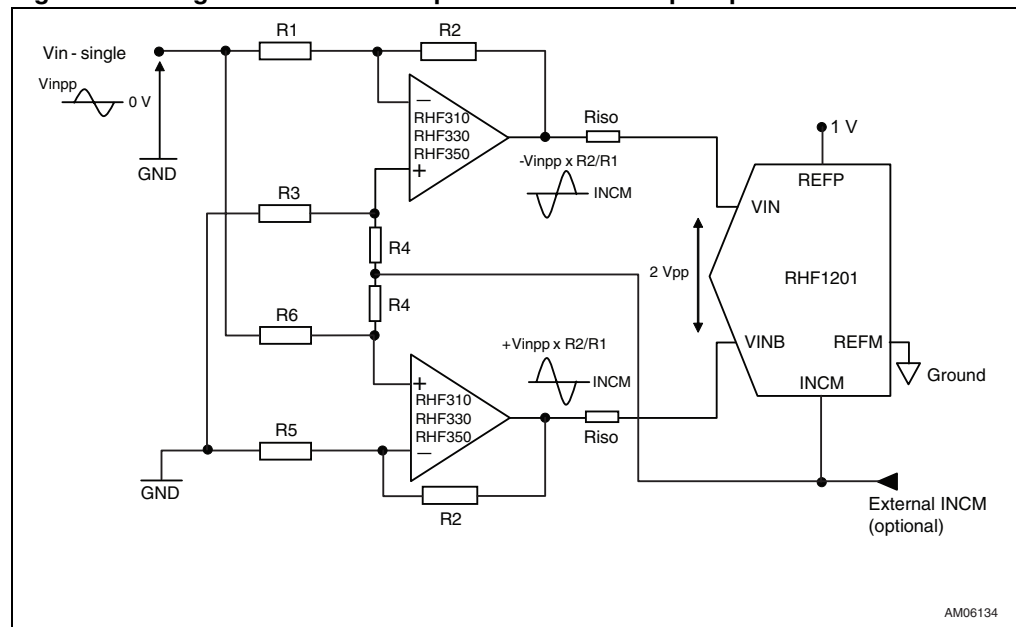 R1
R2
Vin - single
Vinpp
0 V
GND
RHF310
RHF330
RHF350
Riso
-Vinpp x R2/R1
INCM
1 V
REFP
VIN
R3
R4
2 Vpp
RHF1201
R4
R6
+Vinpp x R2/R1
INCM
VINB
REFM
INCM
Ground
RHF310
RHF330
RHF350
Riso
R5
GND
R2
External INCM
(optional)
AM06134